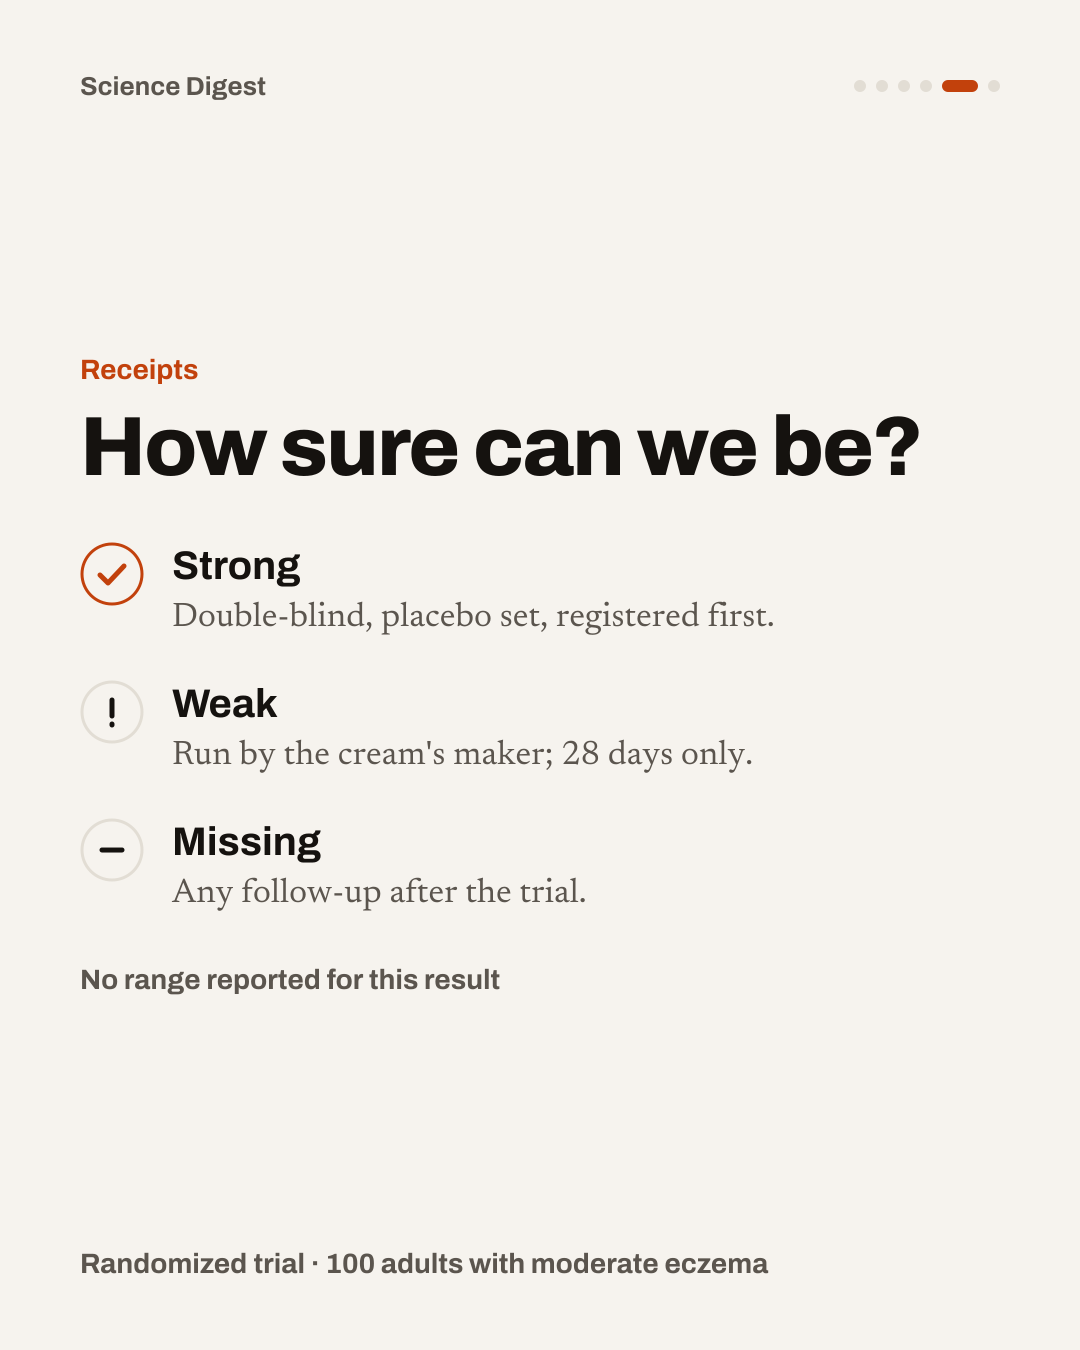 Science Digest
Receipts
How sure can we be?
Strong
Double-blind, placebo set, registered first.
Weak
Run by the cream's maker; 28 days only.
Missing
Any follow-up after the trial.
No range reported for this result
Randomized trial · 100 adults with moderate eczema